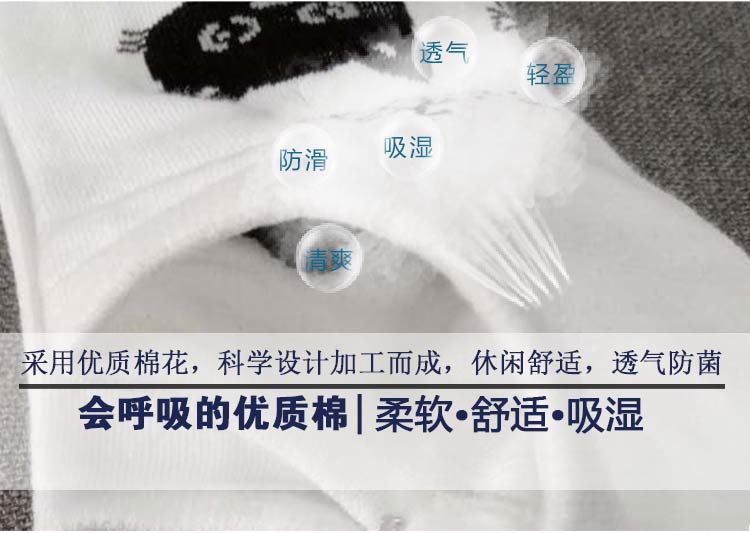 透气
轻盈
吸湿
防滑
清爽
采用优质棉花，科学设计加工而成，休闲舒适，透气防菌
会呼吸的优质棉|柔软•舒适•吸湿